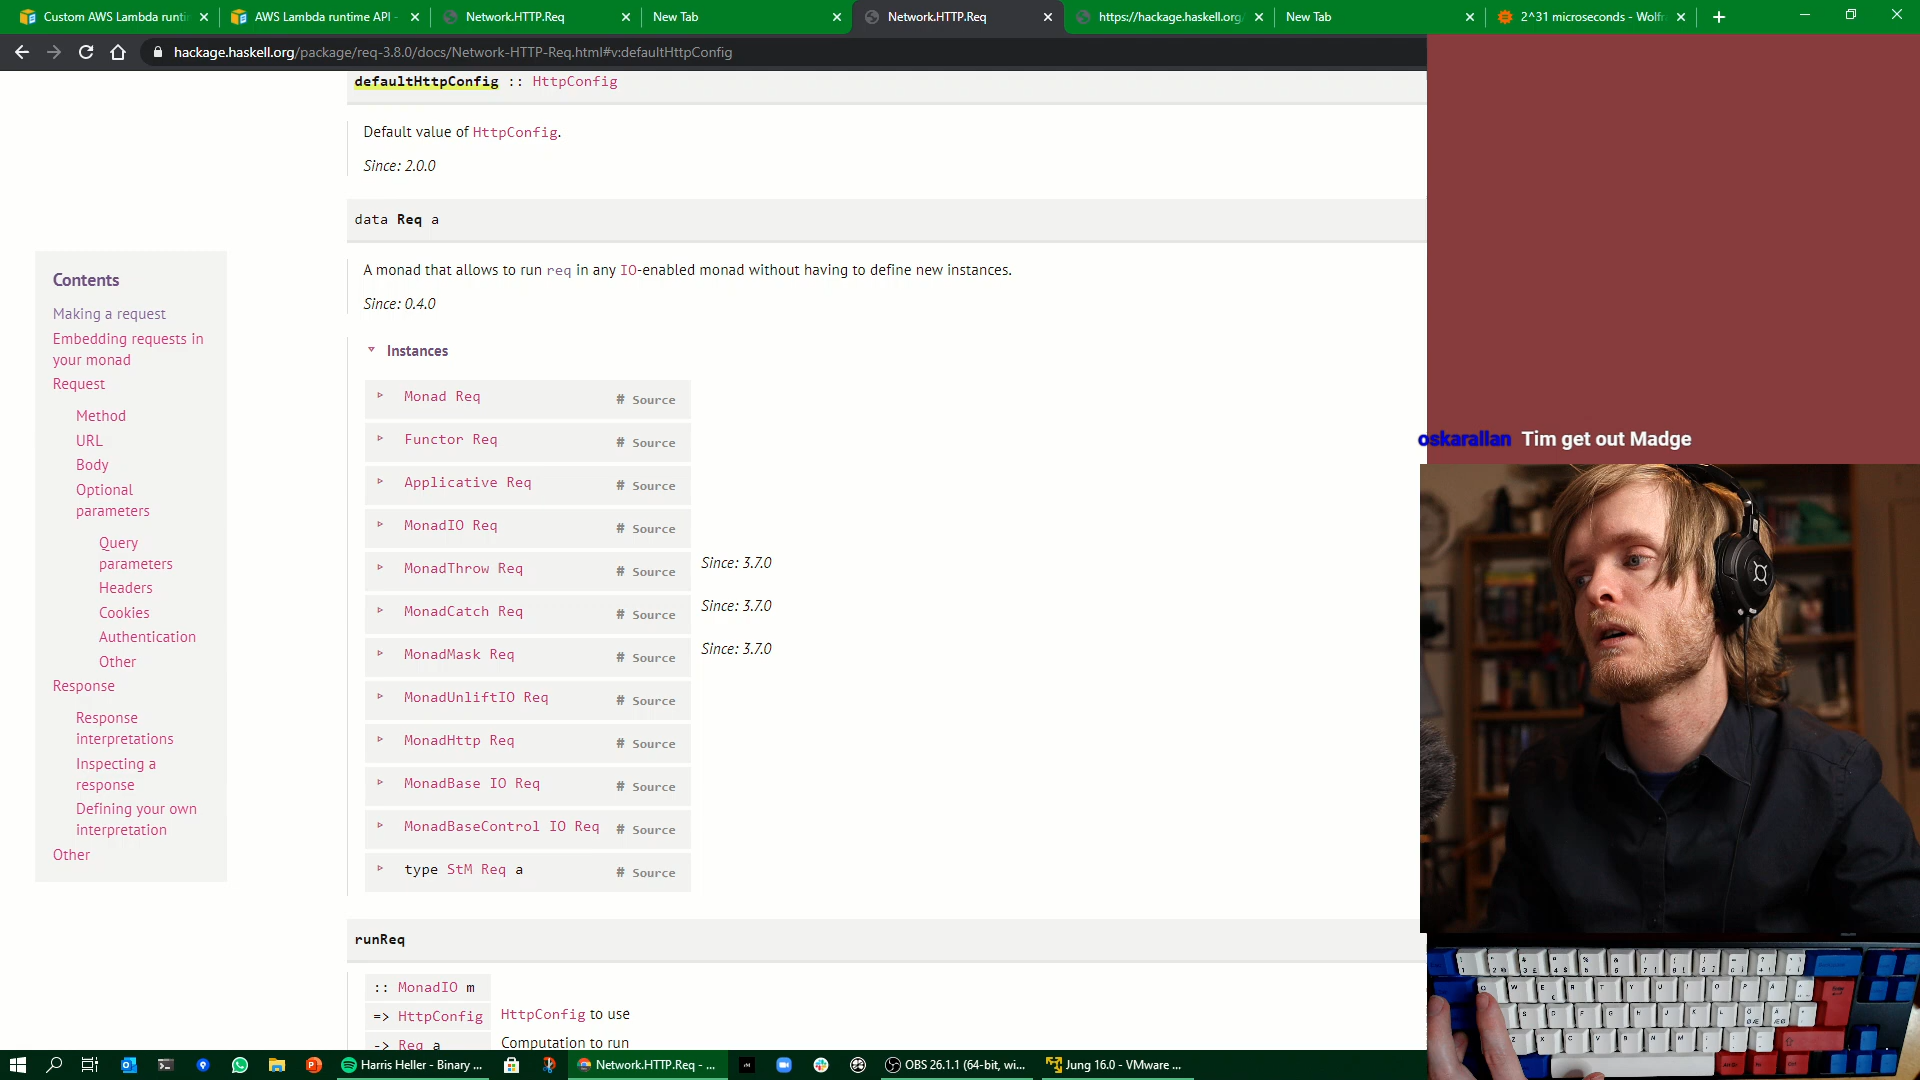 Custom AWS Lambda runti
AWS Lambda runtime API -
Network.HTTP.Req
New Tab
Network.HTTP.Req
https://hackage.haskell.org
New Tab
2^31 microseconds - Wolfr
hackage.haskell.org/package/req-3.8.0/docs/Network-HTTP-Req.html#v:defaultHttpConfig
defaultHttpConfig :: HttpConfig
Default value of HttpConfig.
Since: 2.0.0
data Req a
A monad that allows to run req in any IO-enabled monad without having to define new instances.
Since: 0.4.0
Instances
Monad Req # Source
Functor Req # Source
Applicative Req # Source
MonadIO Req # Source
MonadThrow Req # Source Since: 3.7.0
MonadCatch Req # Source Since: 3.7.0
MonadMask Req # Source Since: 3.7.0
MonadUnliftIO Req # Source
MonadHttp Req # Source
MonadBase IO Req # Source
MonadBaseControl IO Req # Source
type StM Req a # Source
runReq
:: MonadIO m
=> HttpConfig HttpConfig to use
-> Req a Computation to run
Contents
Making a request
Embedding requests in
your monad
Request
Method
URL
Body
Optional
parameters
Query
parameters
Headers
Cookies
Authentication
Other
Response
Response
interpretations
Inspecting a
response
Defining your own
interpretation
Other
oskarallan Tim get out Madge
Harris Heller - Binary ...
Network.HTTP.Req - ...
OBS 26.1.1 (64-bit, wi...
Jung 16.0 - VMware ...